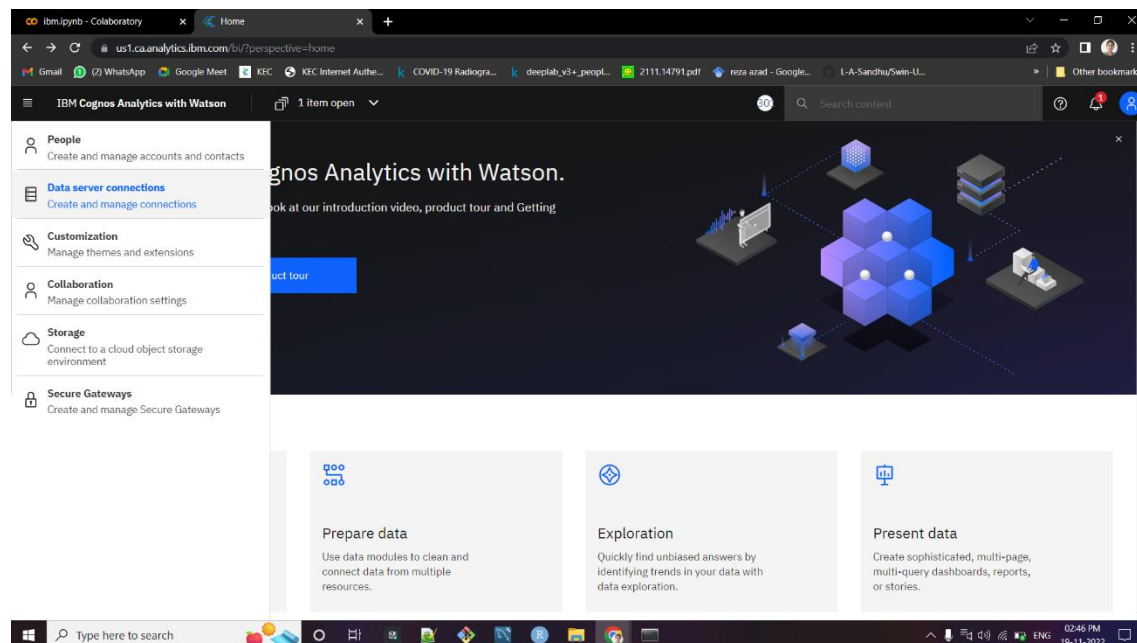 ibm.ipynb - Colaboratory
Home
us1.ca.analytics.ibm.com/bi/?perspective=home
Gmail
(2) WhatsApp
Google Meet
KEC
KEC Internet Authe...
COVID-19 Radiogra...
deeplab_v3+_peopl...
2111.14791.pdf
reza azad - Google...
L-A-Sandhu/Swin-U...
»
Other bookmark
IBM Cognos Analytics with Watson
1 item open
30
Search content
1
People
Create and manage accounts and contacts
Data server connections
Create and manage connections
Customization
Manage themes and extensions
Collaboration
Manage collaboration settings
Storage
Connect to a cloud object storage
environment
Secure Gateways
Create and manage Secure Gateways
gnos Analytics with Watson.
ok at our introduction video, product tour and Getting
uct tour
Prepare data
Use data modules to clean and
connect data from multiple
resources.
Exploration
Quickly find unbiased answers by
identifying trends in your data with
data exploration.
Present data
Create sophisticated, multi-page,
multi-query dashboards, reports,
or stories.
Type here to search
ENG
02:46 PM
19-11-2022